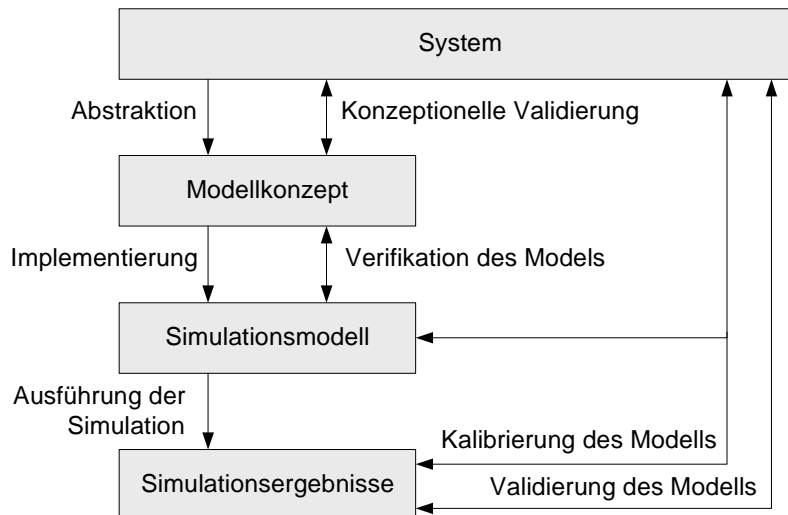 System
Abstraktion
Konzeptionelle Validierung
Modellkonzept
Implementierung
Verifikation des Models
Simulationsmodell
Ausführung der
Simulation
Kalibrierung des Modells
Simulationsergebnisse
Validierung des Modells